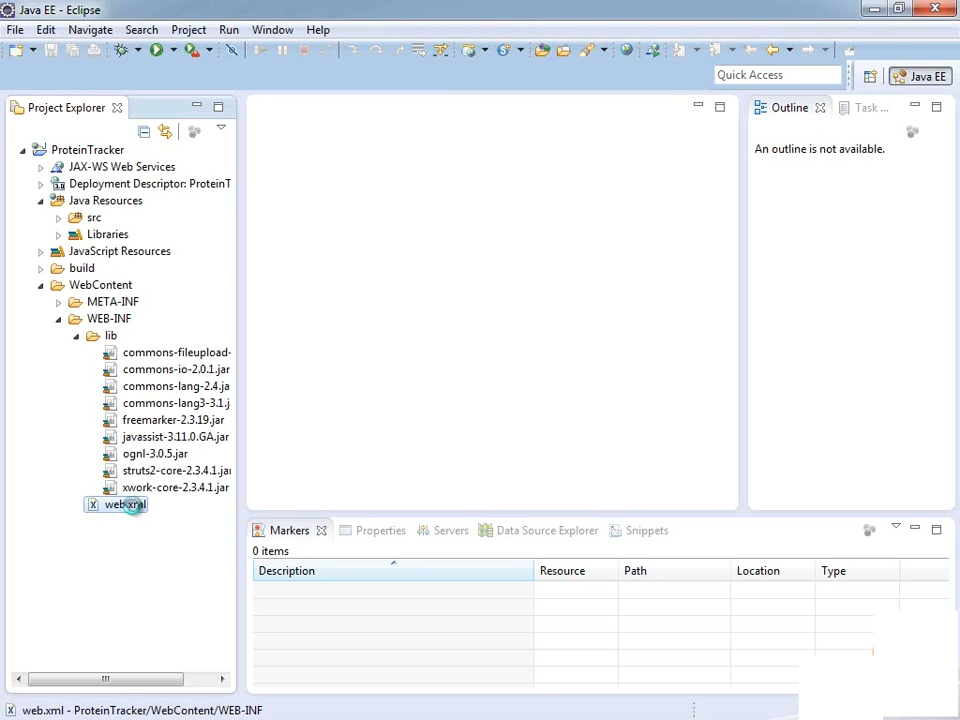 Java EE - Eclipse
File Edit Navigate Search Project Run Window Help
Quick Access
Java EE
Project Explorer
Outline
Task ...
An outline is not available.
ProteinTracker
JAX-WS Web Services
Deployment Descriptor: ProteinT
3.0
Java Resources
src
Libraries
JavaScript Resources
build
WebContent
META-INF
WEB-INF
lib
commons-fileupload-
commons-io-2.0.1.jar
commons-lang-2.4.ja
commons-lang3-3.1.j
freemarker-2.3.19.jar
javassist-3.11.0.GA.jar
ognl-3.0.5.jar
struts2-core-2.3.4.1.jar
xwork-core-2.3.4.1.jar
web.xml
Markers Properties Servers Data Source Explorer Snippets
0 items
Description Resource Path Location Type
web.xml - ProteinTracker/WebContent/WEB-INF